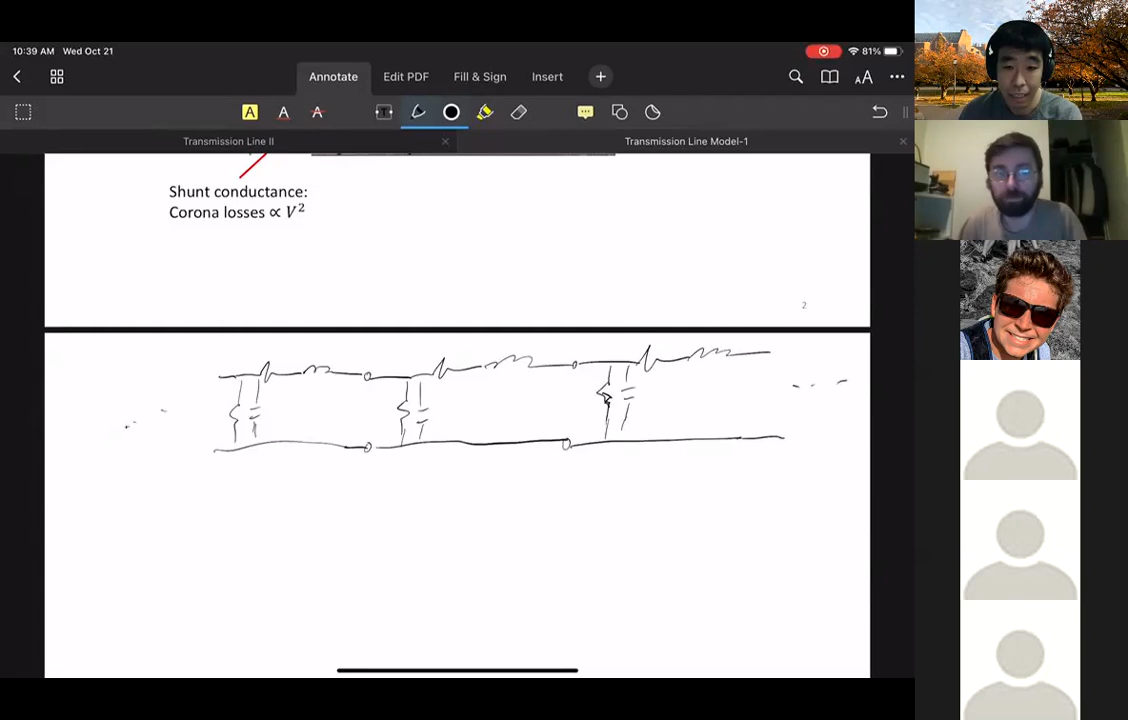 10:39 AM Wed Oct 21
81%
Annotate Edit PDF Fill & Sign Insert
Transmission Line II Transmission Line Model-1
Shunt conductance:
Corona losses ∝ V²
2